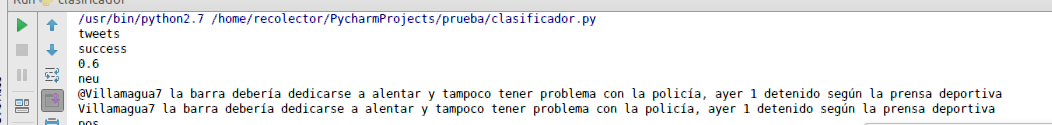 Run clasificador
/usr/bin/python2.7 /home/recolector/PycharmProjects/prueba/clasificador.py
tweets
success
0.6
neu
@Villamagua7 la barra debería dedicarse a alentar y tampoco tener problema con la policía, ayer 1 detenido según la prensa deportiva
Villamagua7 la barra debería dedicarse a alentar y tampoco tener problema con la policía, ayer 1 detenido según la prensa deportiva
pos